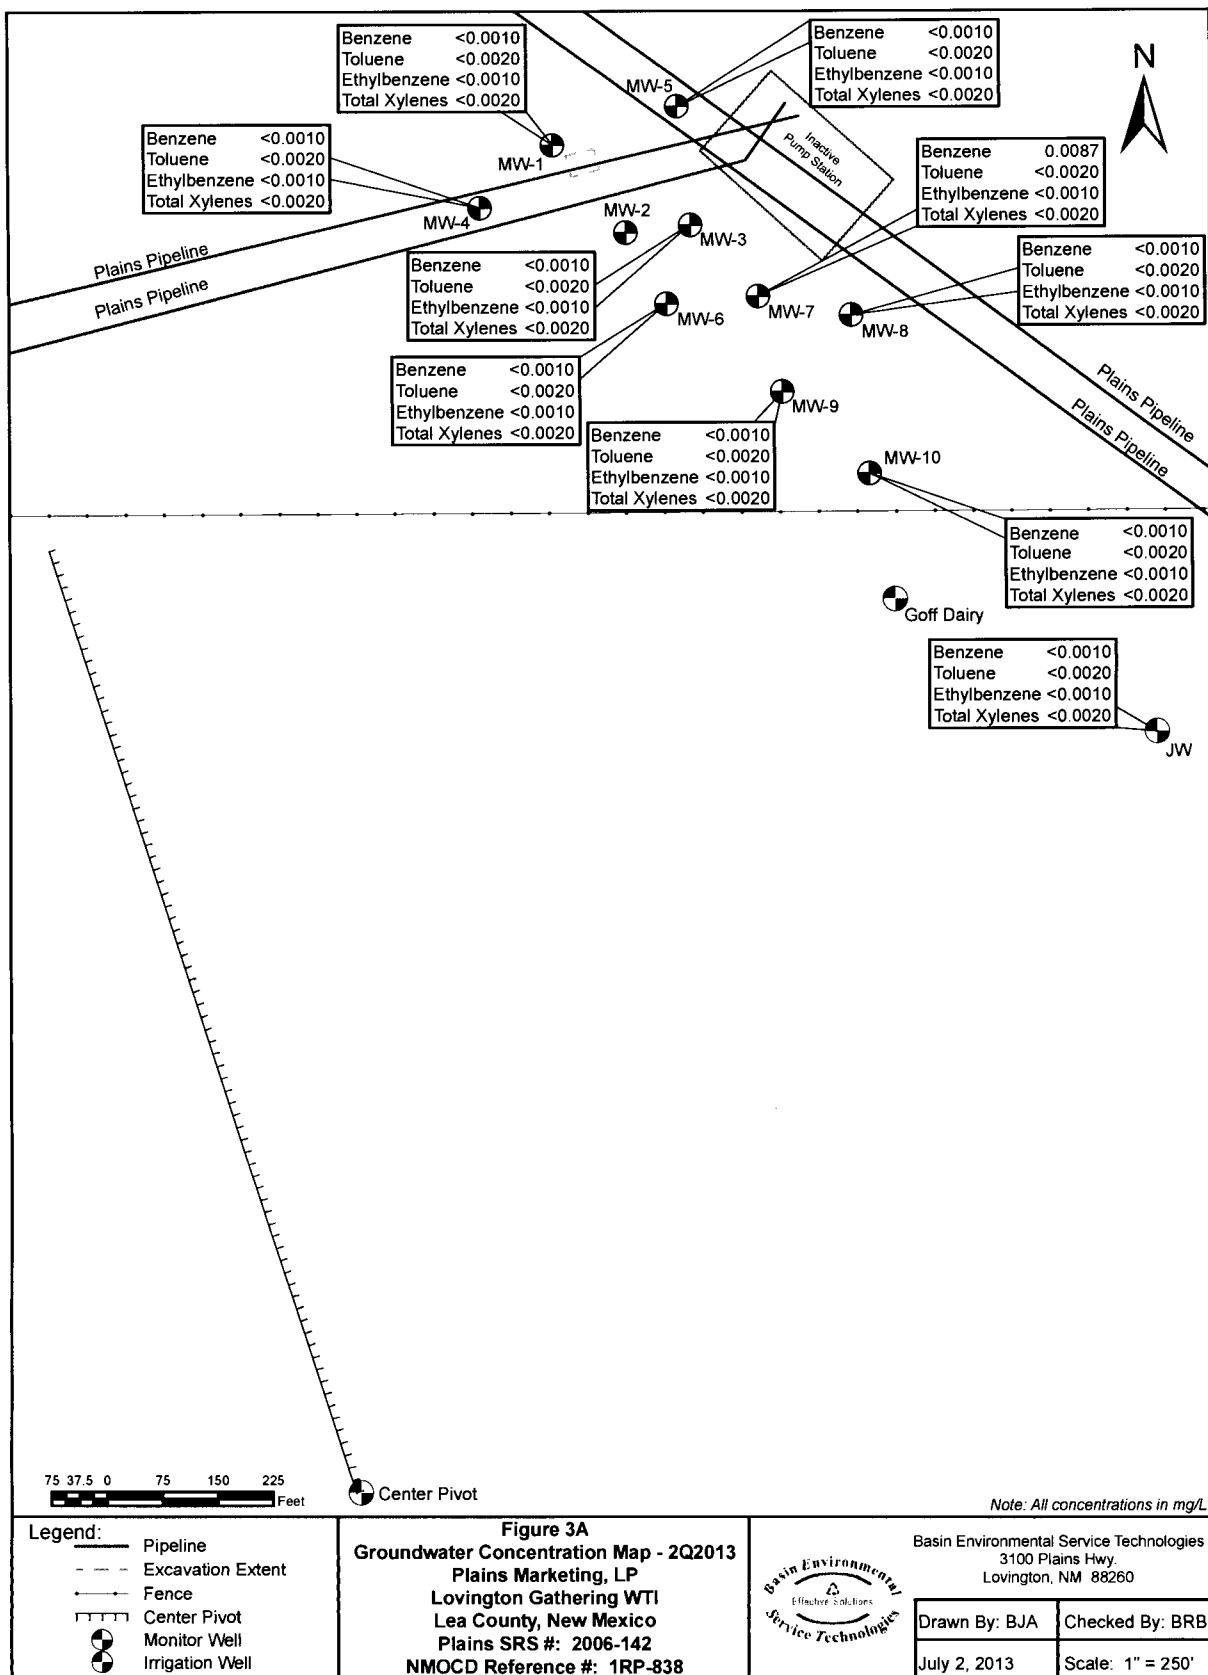 Benzene <0.0010
Toluene <0.0020
Ethylbenzene <0.0010
Total Xylenes <0.0020
Benzene <0.0010
Toluene <0.0020
Ethylbenzene <0.0010
Total Xylenes <0.0020
N
MW-5
Benzene <0.0010
Toluene <0.0020
Ethylbenzene <0.0010
Total Xylenes <0.0020
MW-1
Inactive
Pump Station
Benzene 0.0087
Toluene <0.0020
Ethylbenzene <0.0010
Total Xylenes <0.0020
MW-4
MW-2
MW-3
Plains Pipeline
Plains Pipeline
Benzene <0.0010
Toluene <0.0020
Ethylbenzene <0.0010
Total Xylenes <0.0020
Benzene <0.0010
Toluene <0.0020
Ethylbenzene <0.0010
Total Xylenes <0.0020
MW-6
MW-7
MW-8
Benzene <0.0010
Toluene <0.0020
Ethylbenzene <0.0010
Total Xylenes <0.0020
MW-9
Plains Pipeline
Plains Pipeline
Benzene <0.0010
Toluene <0.0020
Ethylbenzene <0.0010
Total Xylenes <0.0020
MW-10
Benzene <0.0010
Toluene <0.0020
Ethylbenzene <0.0010
Total Xylenes <0.0020
Goff Dairy
Benzene <0.0010
Toluene <0.0020
Ethylbenzene <0.0010
Total Xylenes <0.0020
JW
75 37.5 0 75 150 225
Feet
Center Pivot
Note: All concentrations in mg/L
Legend:
Pipeline
Excavation Extent
Fence
Center Pivot
Monitor Well
Irrigation Well
Figure 3A
Groundwater Concentration Map - 2Q2013
Plains Marketing, LP
Lovington Gathering WTI
Lea County, New Mexico
Plains SRS #: 2006-142
NMOCD Reference #: 1RP-838
Basin Environmental
Effective Solutions
Service Technologies
Basin Environmental Service Technologies
3100 Plains Hwy.
Lovington, NM 88260
Drawn By: BJA
Checked By: BRB
July 2, 2013
Scale: 1" = 250'